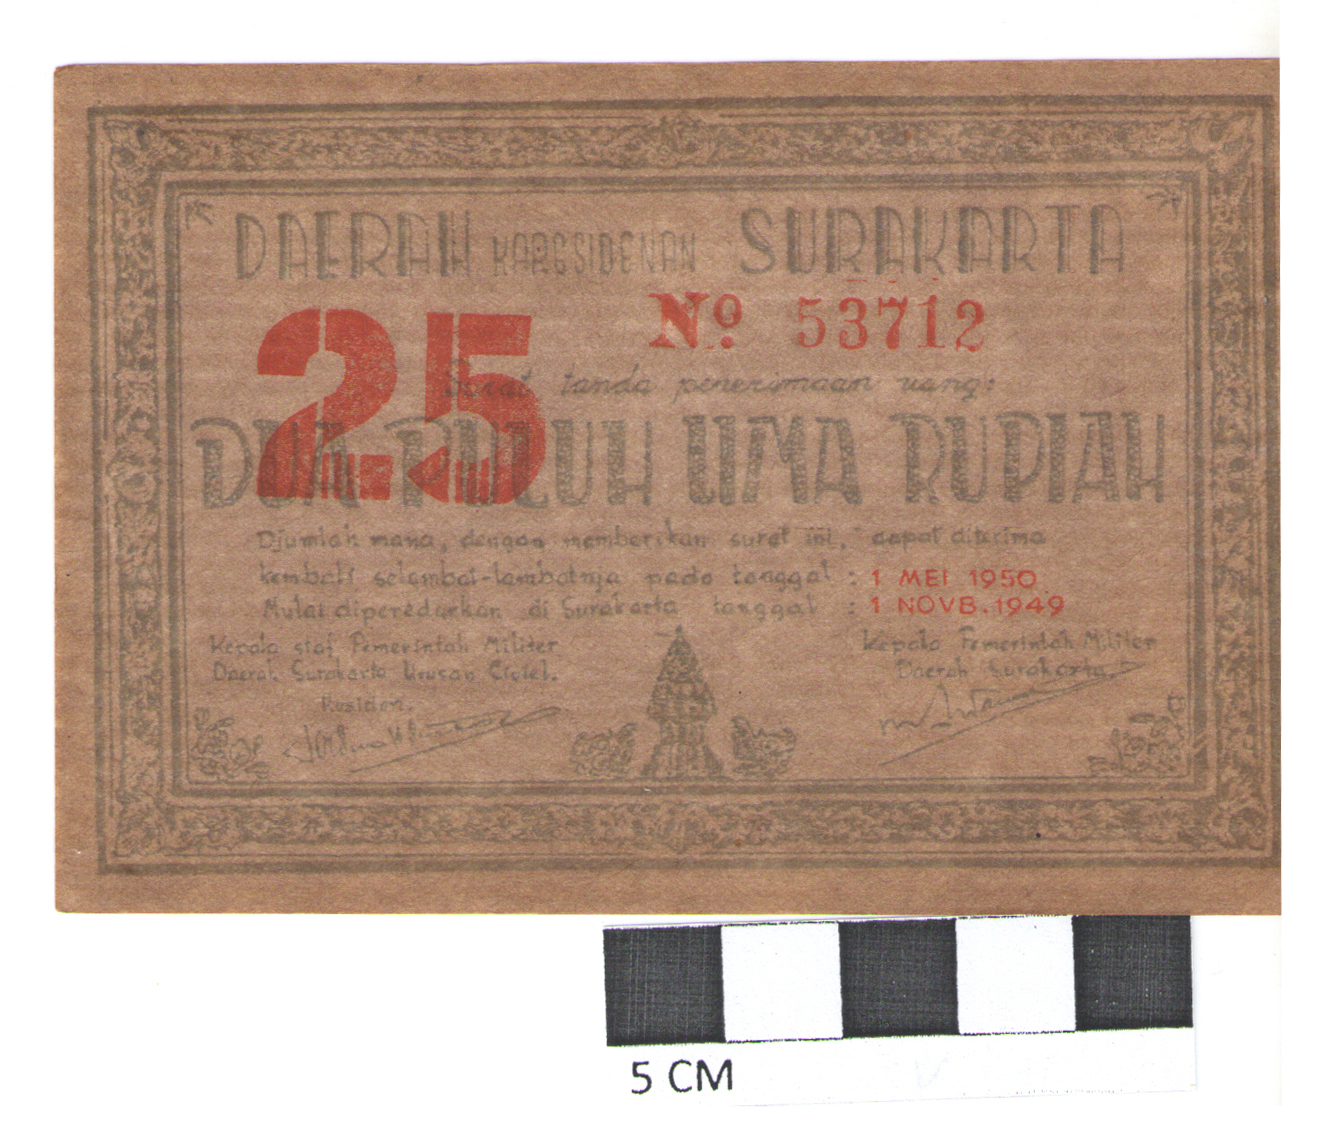 DAERAH KARESIDENAN SURAKARTA
25
No. 53712
Surat tanda penerimaan uang:
DUA PULUH LIMA RUPIAH
Djumlah mana, dengan memberikan surat ini, dapat diterima
kembali selambat-lambatnja pada tanggal : 1 MEI 1950
Mulai diperedarkan di Surakarta tanggal : 1 NOVB. 1949
Kepala staf Pemerintah Militer
Daerah Surakarta Urusan Civiel.
Residen.
Kepala Pemerintah Militer
Daerah Surakarta.
5 CM